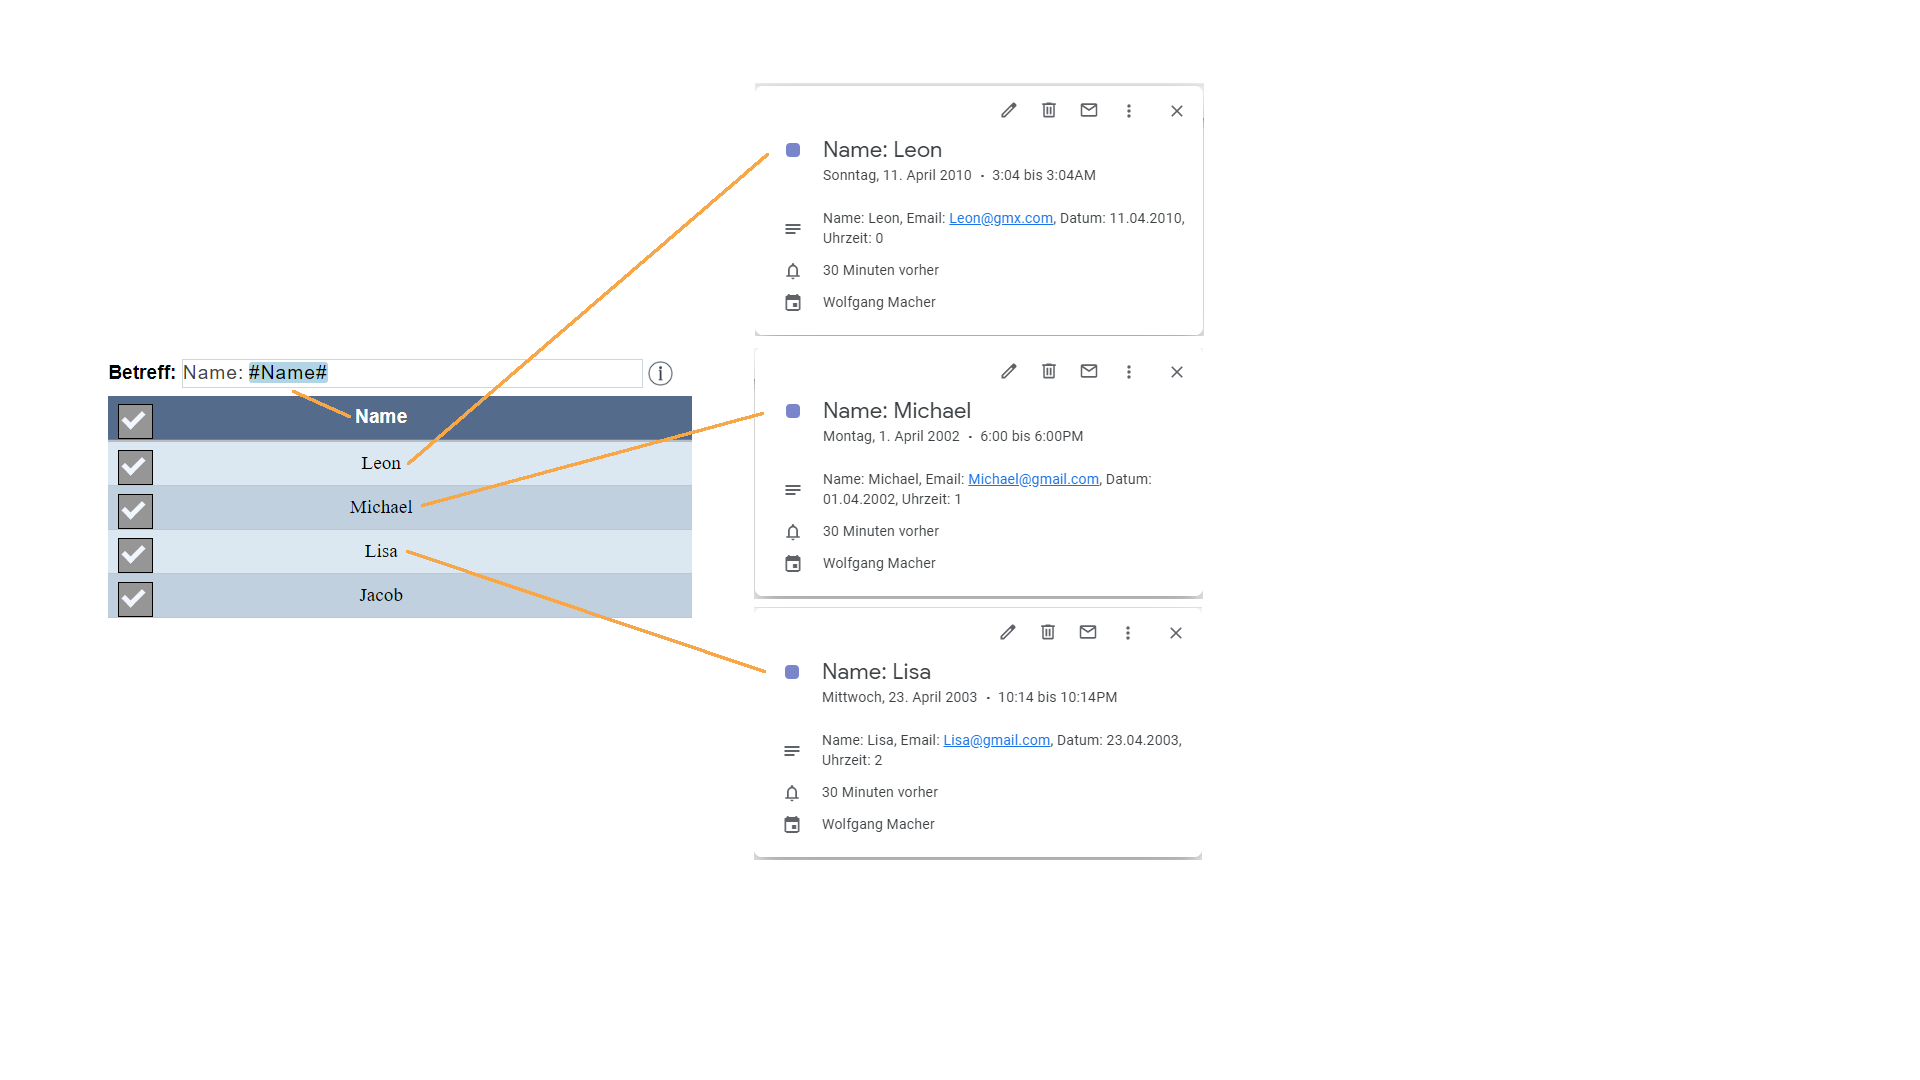 Betreff: Name: #Name#
Name
Leon
Michael
Lisa
Jacob
Name: Leon
Sonntag, 11. April 2010 • 3:04 bis 3:04AM
Name: Leon, Email: Leon@gmx.com, Datum: 11.04.2010,
Uhrzeit: 0
30 Minuten vorher
Wolfgang Macher
Name: Michael
Montag, 1. April 2002 • 6:00 bis 6:00PM
Name: Michael, Email: Michael@gmail.com, Datum:
01.04.2002, Uhrzeit: 1
30 Minuten vorher
Wolfgang Macher
Name: Lisa
Mittwoch, 23. April 2003 • 10:14 bis 10:14PM
Name: Lisa, Email: Lisa@gmail.com, Datum: 23.04.2003,
Uhrzeit: 2
30 Minuten vorher
Wolfgang Macher